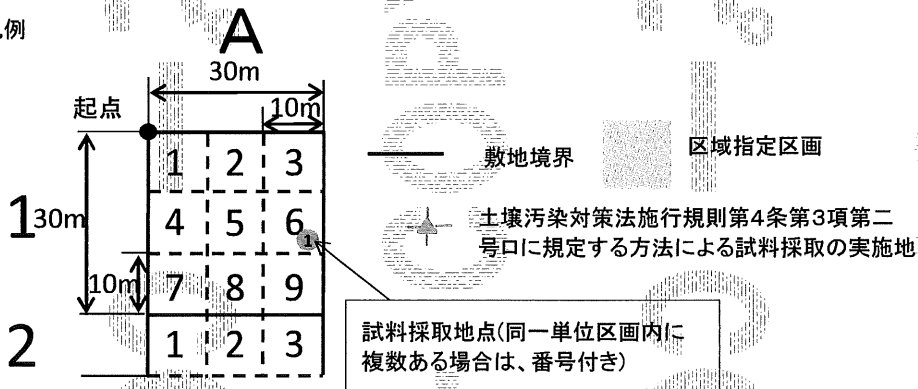 例
A
30m
10m
起点
1 2 3
1
30m
4 5 6
1
10m
7 8 9
2
1 2 3
敷地境界
区域指定区画
土壌汚染対策法施行規則第4条第3項第二
号ロに規定する方法による試料採取の実施地
試料採取地点(同一単位区画内に
複数ある場合は、番号付き)